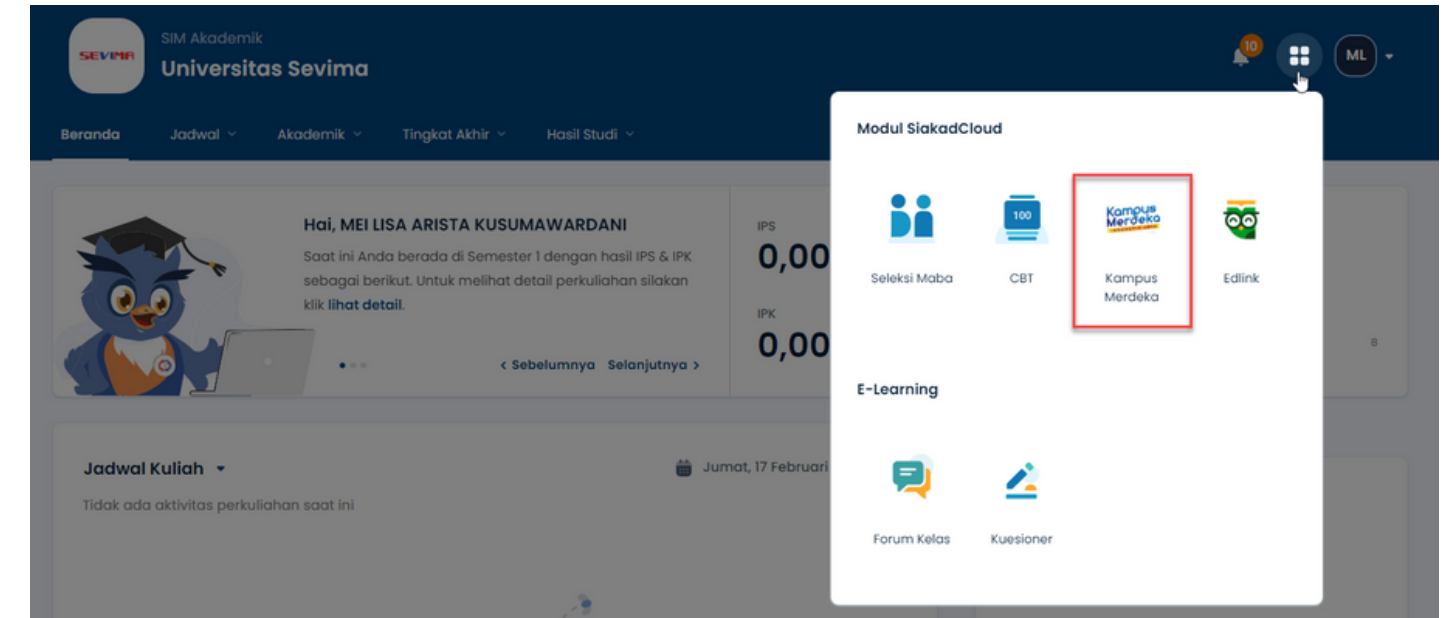 SEVIMA
SIM Akademik
Universitas Sevima
10
ML
Beranda
Jadwal
Akademik
Tingkat Akhir
Hasil Studi
Modul SiakadCloud
100
Kampus
Merdeka
Seleksi Maba
CBT
Kampus
Merdeka
Edlink
E-Learning
Forum Kelas
Kuesioner
Hai, MEI LISA ARISTA KUSUMAWARDANI
Saat ini Anda berada di Semester 1 dengan hasil IPS & IPK
sebagai berikut. Untuk melihat detail perkuliahan silakan
klik lihat detail.
< Sebelumnya
Selanjutnya >
IPS
0,00
IPK
0,00
8
Jadwal Kuliah
Jumat, 17 Februari
Tidak ada aktivitas perkuliahan saat ini